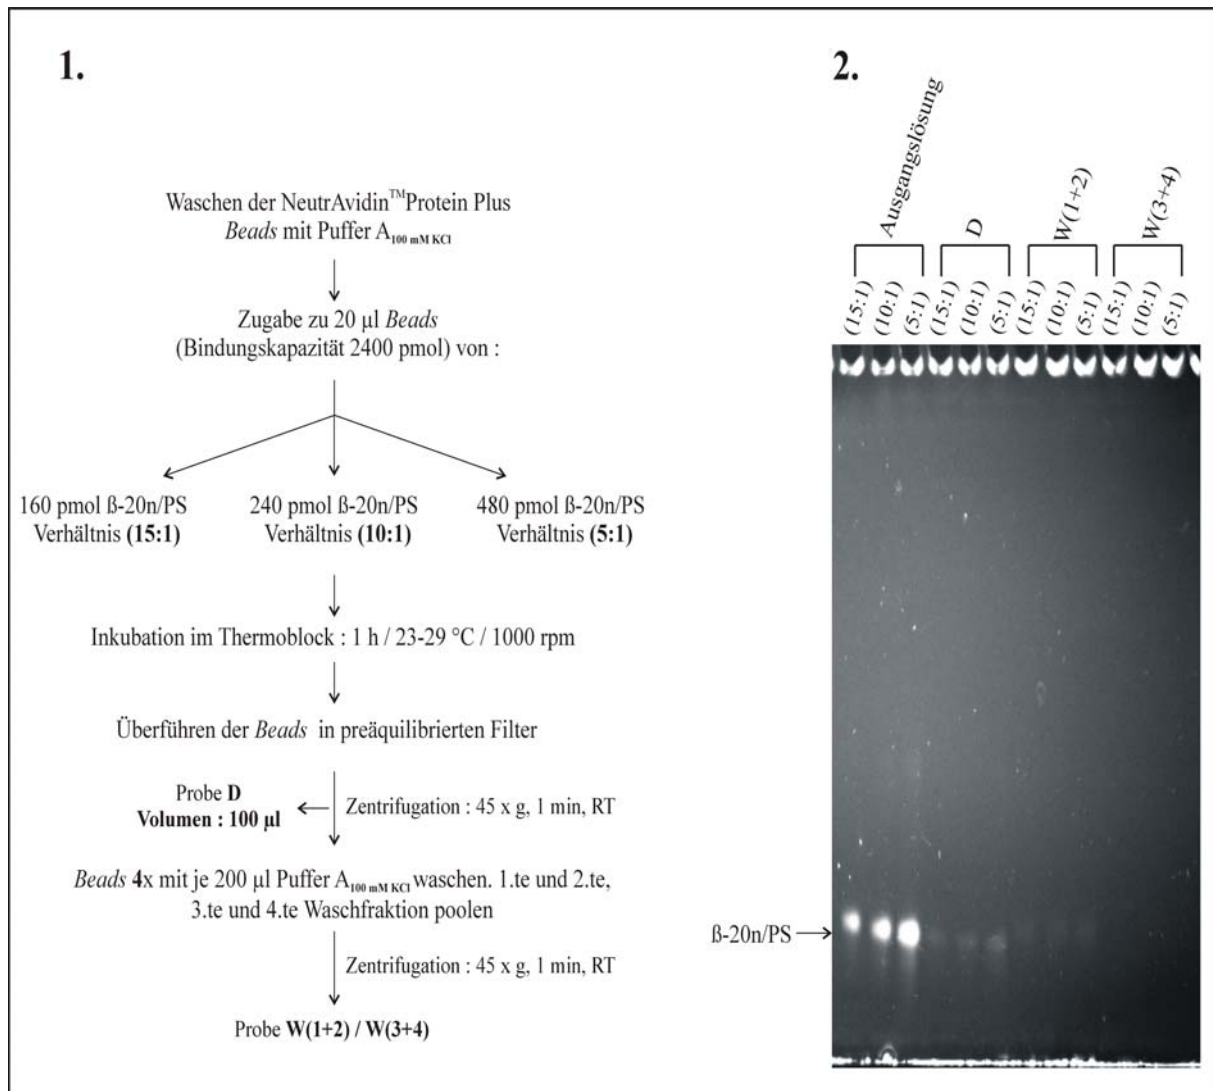 1.
Waschen der NeutrAvidin™Protein Plus
Beads mit Puffer A100 mM KCl
Zugabe zu 20 µl Beads
(Bindungskapazität 2400 pmol) von :
160 pmol ß-20n/PS
Verhältnis (15:1)
240 pmol ß-20n/PS
Verhältnis (10:1)
480 pmol ß-20n/PS
Verhältnis (5:1)
Inkubation im Thermoblock : 1 h / 23-29 °C / 1000 rpm
Überführen der Beads in preäquilibrierten Filter
Probe D
Volumen : 100 µl
Zentrifugation : 45 x g, 1 min, RT
Beads 4x mit je 200 µl Puffer A100 mM KCl waschen. 1.te und 2.te,
3.te und 4.te Waschfraktion poolen
Zentrifugation : 45 x g, 1 min, RT
Probe W(1+2) / W(3+4)
2.
Ausgangslösung
D
W(1+2)
W(3+4)
(15:1)
(10:1)
(5:1)
(15:1)
(10:1)
(5:1)
(15:1)
(10:1)
(5:1)
(15:1)
(10:1)
(5:1)
ß-20n/PS